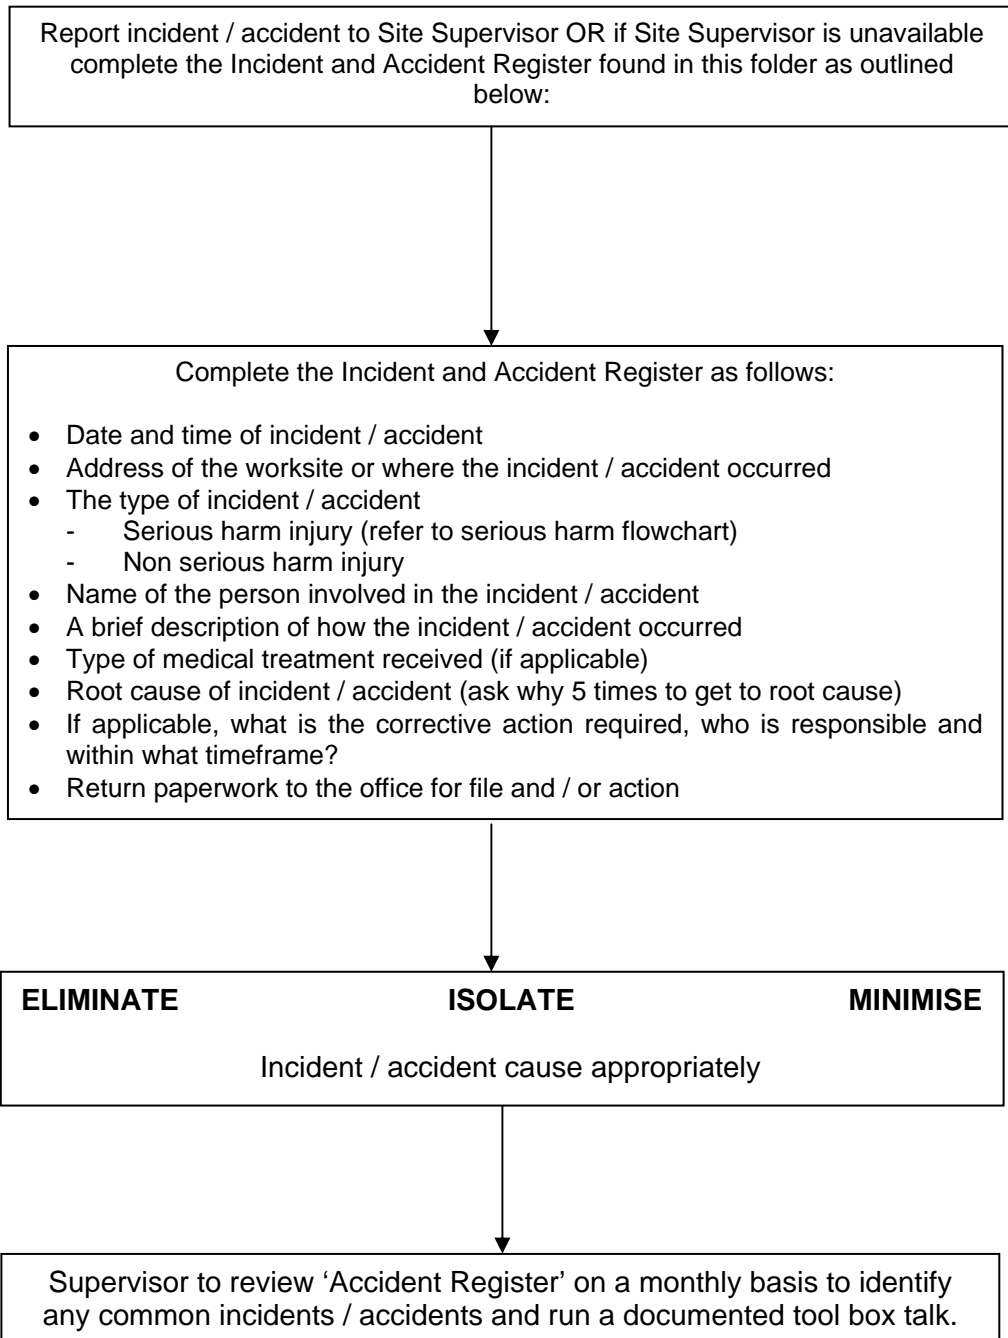 Report incident / accident to Site Supervisor OR if Site Supervisor is unavailable
complete the Incident and Accident Register found in this folder as outlined
below:
Complete the Incident and Accident Register as follows:
• Date and time of incident / accident
• Address of the worksite or where the incident / accident occurred
• The type of incident / accident
- Serious harm injury (refer to serious harm flowchart)
- Non serious harm injury
• Name of the person involved in the incident / accident
• A brief description of how the incident / accident occurred
• Type of medical treatment received (if applicable)
• Root cause of incident / accident (ask why 5 times to get to root cause)
• If applicable, what is the corrective action required, who is responsible and
within what timeframe?
• Return paperwork to the office for file and / or action
ELIMINATE ISOLATE MINIMISE
Incident / accident cause appropriately
Supervisor to review ‘Accident Register’ on a monthly basis to identify
any common incidents / accidents and run a documented tool box talk.